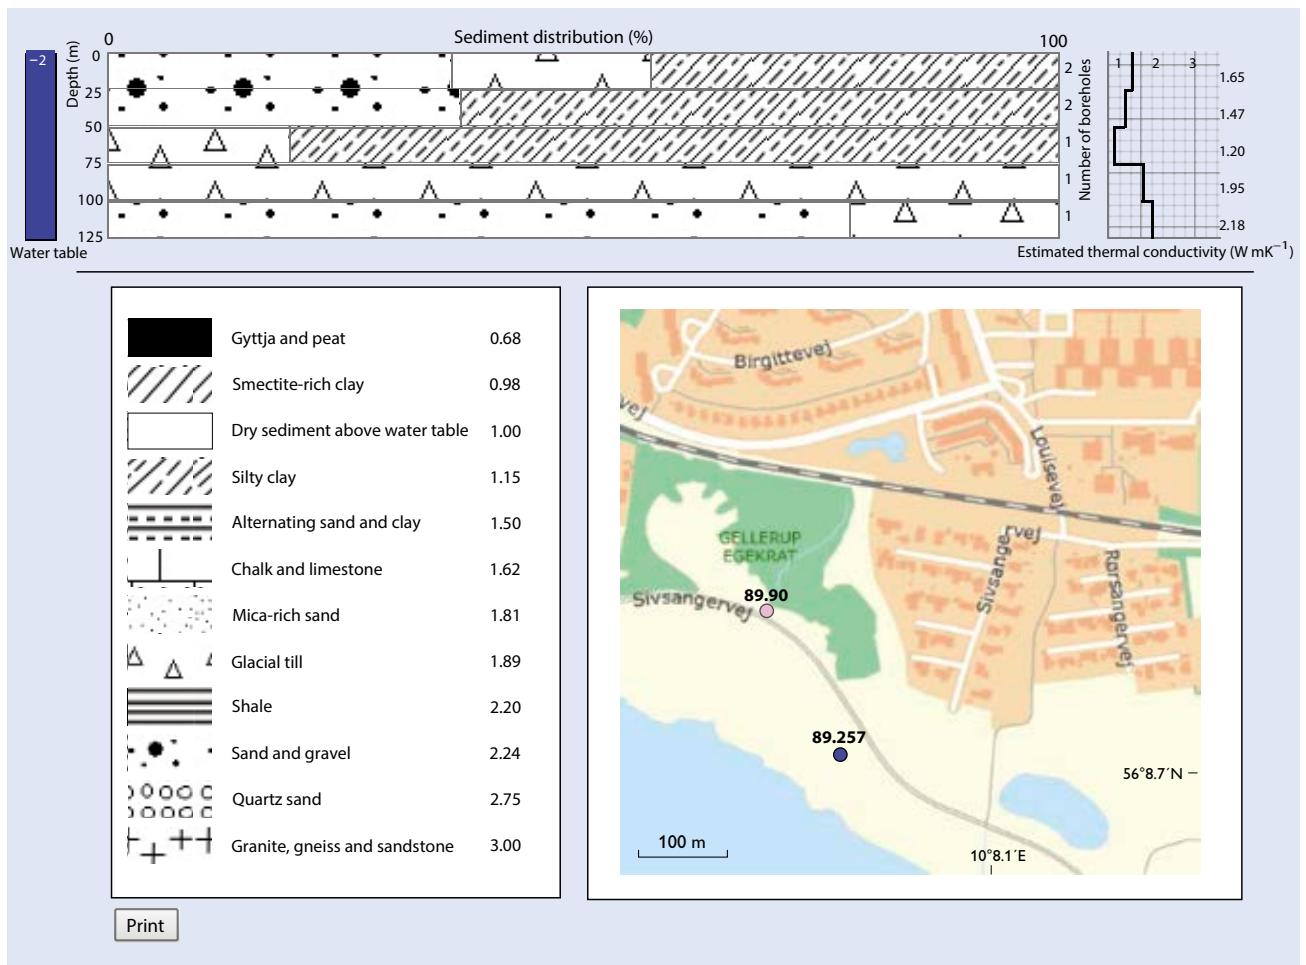 0
Sediment distribution (%)
100
−2
Depth (m)
0
25
50
75
100
125
2
2
1
1
1
Number of boreholes
1 2 3
1.65
1.47
1.20
1.95
2.18
Water table
Estimated thermal conductivity (W mK−1)
Gyttja and peat 0.68
Smectite-rich clay 0.98
Dry sediment above water table 1.00
Silty clay 1.15
Alternating sand and clay 1.50
Chalk and limestone 1.62
Mica-rich sand 1.81
Glacial till 1.89
Shale 2.20
Sand and gravel 2.24
Quartz sand 2.75
Granite, gneiss and sandstone 3.00
Birgittevej
vej
Louisevej
GELLERUP
EGEKRAT
rvej
Sivsange
Rørsangervej
89.90
Sivsangervej
89.257
56°8.7´N
100 m
10°8.1´E
Print